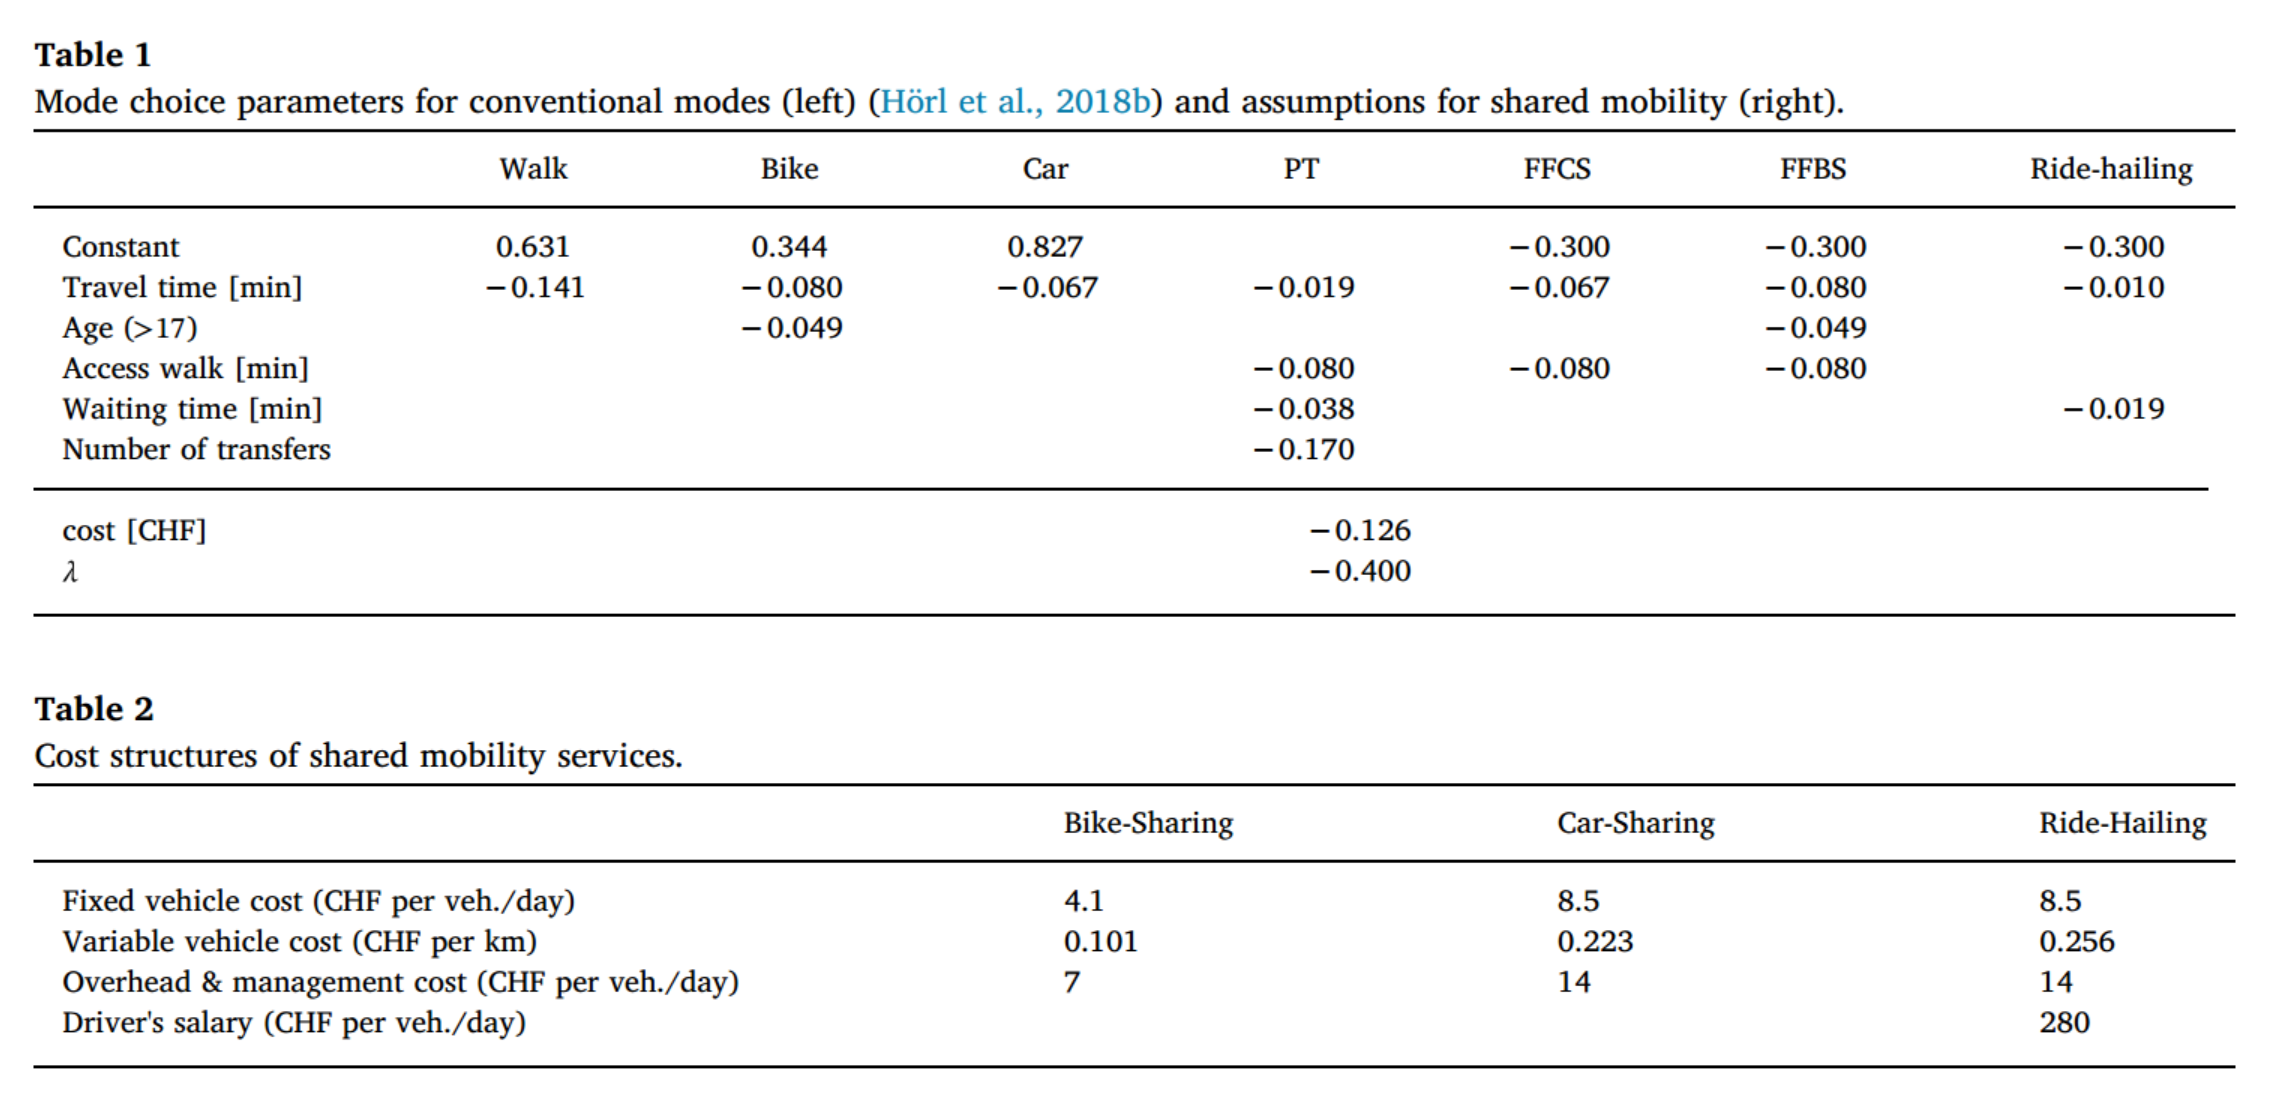 Table 1
Mode choice parameters for conventional modes (left) (Hörl et al., 2018b) and assumptions for shared mobility (right).
Walk Bike Car PT FFCS FFBS Ride-hailing
Constant 0.631 0.344 0.827 −0.300 −0.300 −0.300
Travel time [min] −0.141 −0.080 −0.067 −0.019 −0.067 −0.080 −0.010
Age (>17) −0.049 −0.049
Access walk [min] −0.080 −0.080 −0.080
Waiting time [min] −0.038 −0.019
Number of transfers −0.170
cost [CHF] −0.126
λ −0.400
Table 2
Cost structures of shared mobility services.
Bike-Sharing Car-Sharing Ride-Hailing
Fixed vehicle cost (CHF per veh./day) 4.1 8.5 8.5
Variable vehicle cost (CHF per km) 0.101 0.223 0.256
Overhead & management cost (CHF per veh./day) 7 14 14
Driver's salary (CHF per veh./day) 280